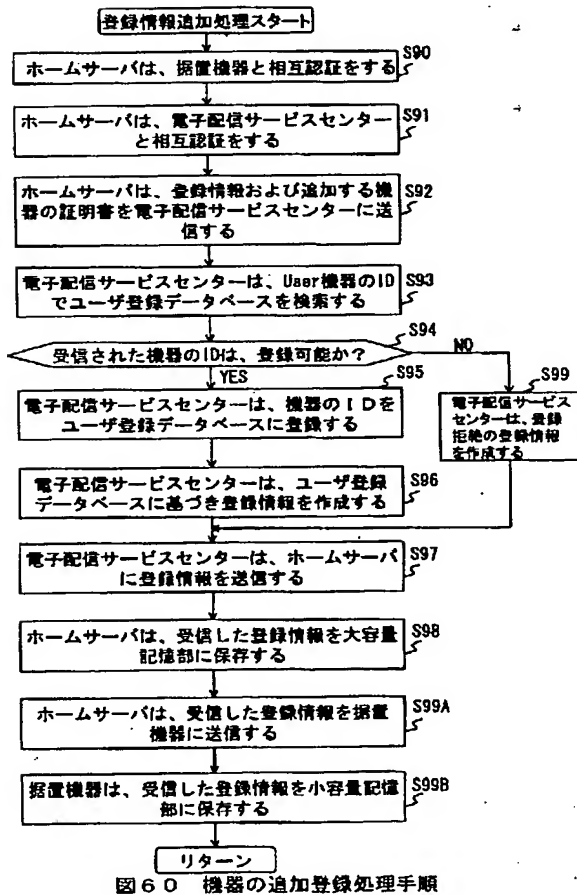 登録情報追加処理スタート
S90
ホームサーバは、据置機器と相互認証をする
S91
ホームサーバは、電子配信サービスセンター
と相互認証をする
S92
ホームサーバは、登録情報および追加する機
器の証明書を電子配信サービスセンターに送
信する
S93
電子配信サービスセンターは、User機器のID
でユーザ登録データベースを検索する
S94
受信された機器のIDは、登録可能か?
NO
YES
S95
電子配信サービスセンターは、機器のIDを
ユーザ登録データベースに登録する
S99
電子配信サービス
センターは、登録
拒絶の登録情報
を作成する
S96
電子配信サービスセンターは、ユーザ登録
データベースに基づき登録情報を作成する
S97
電子配信サービスセンターは、ホームサーバ
に登録情報を送信する
S98
ホームサーバは、受信した登録情報を大容量
記憶部に保存する
S99A
ホームサーバは、受信した登録情報を据置
機器に送信する
S99B
据置機器は、受信した登録情報を小容量記憶
部に保存する
リターン
図60 機器の追加登録処理手順